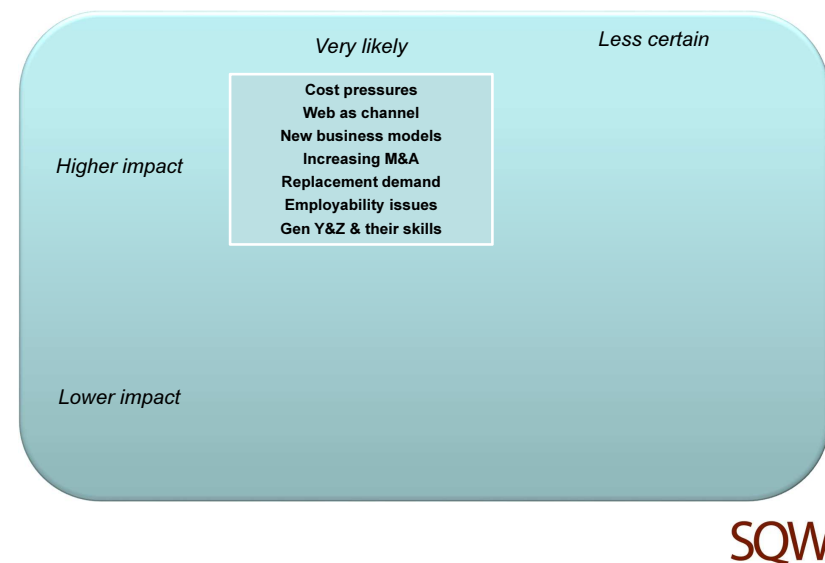 Very likely
Less certain
Cost pressures
Web as channel
New business models
Higher impact
Increasing M&A
Replacement demand
Employability issues
Gen Y&Z & their skills
Lower impact
SQW